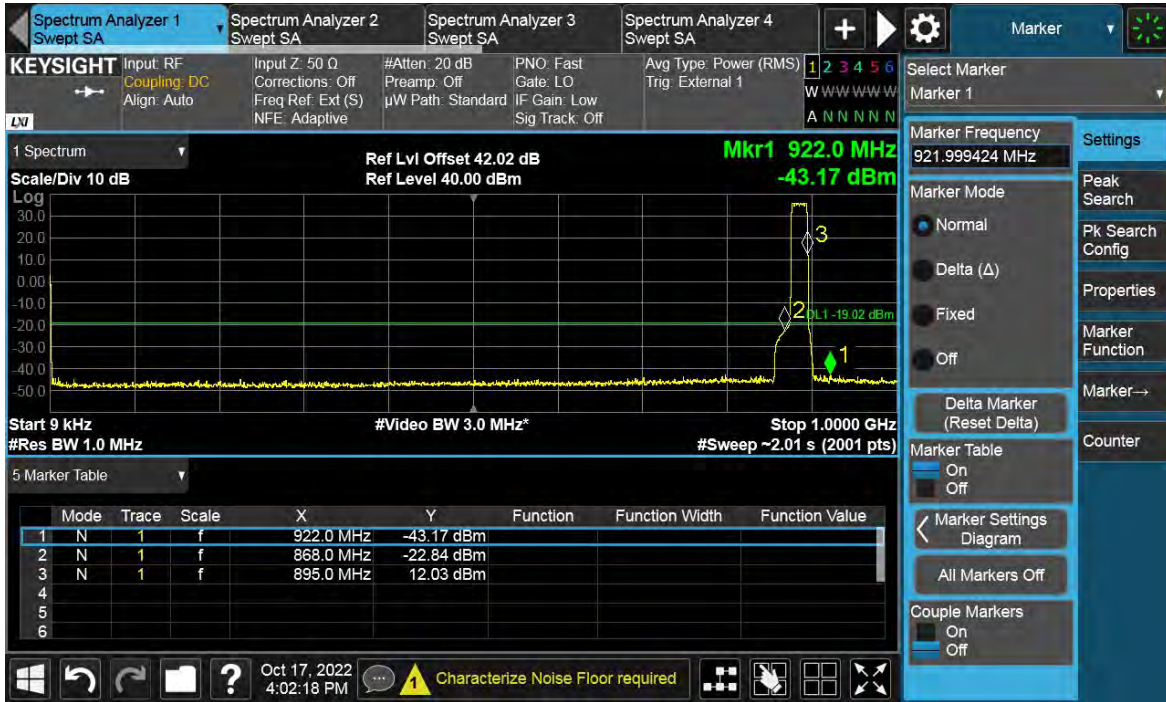 Spectrum Analyzer 1
Swept SA
Spectrum Analyzer 2
Swept SA
Spectrum Analyzer 3
Swept SA
Spectrum Analyzer 4
Swept SA
+
Marker
KEYSIGHT
LXI
Input: RF
Coupling: DC
Align: Auto
Input Z: 50 Ω
Corrections: Off
Freq Ref: Ext (S)
NFE: Adaptive
#Atten: 20 dB
Preamp: Off
µW Path: Standard
PNO: Fast
Gate: LO
IF Gain: Low
Sig Track: Off
Avg Type: Power (RMS)
Trig: External 1
1 2 3 4 5 6
W W W W W W
A N N N N N
1 Spectrum
Scale/Div 10 dB
Ref Lvl Offset 42.02 dB
Ref Level 40.00 dBm
Mkr1 922.0 MHz
-43.17 dBm
Log
30.0
20.0
10.0
0.00
-10.0
-20.0
-30.0
-40.0
-50.0
3
2
DL1 -19.02 dBm
1
Start 9 kHz
#Video BW 3.0 MHz*
Stop 1.0000 GHz
#Res BW 1.0 MHz
#Sweep ~2.01 s (2001 pts)
5 Marker Table
Mode Trace Scale X Y Function Function Width Function Value
1 N 1 f 922.0 MHz -43.17 dBm
2 N 1 f 868.0 MHz -22.84 dBm
3 N 1 f 895.0 MHz 12.03 dBm
4
5
6
?
Oct 17, 2022
4:02:18 PM
1
Characterize Noise Floor required
Select Marker
Marker 1
Marker Frequency
921.999424 MHz
Marker Mode
Normal
Delta (Δ)
Fixed
Off
Delta Marker
(Reset Delta)
Marker Table
On
Off
Marker Settings
Diagram
All Markers Off
Couple Markers
On
Off
Settings
Peak
Search
Pk Search
Config
Properties
Marker
Function
Marker→
Counter